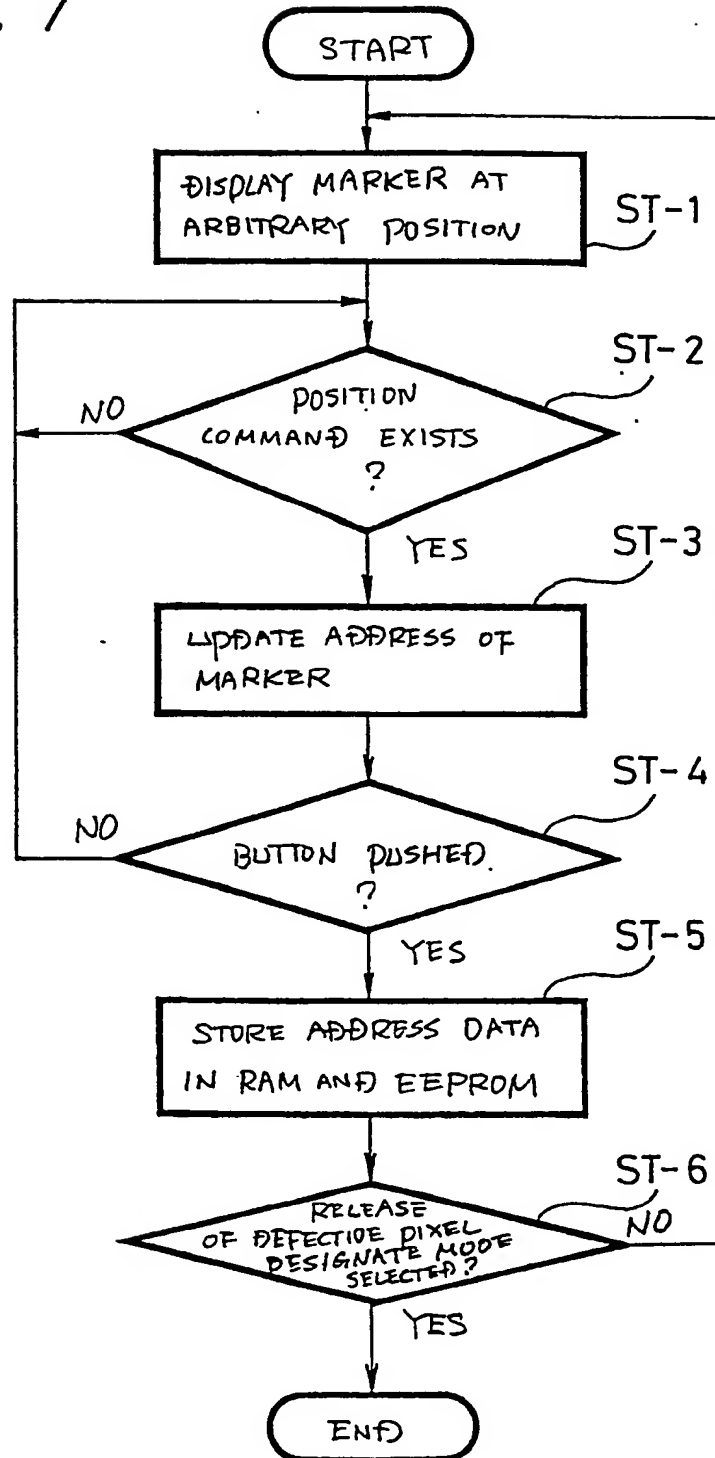 . 7
START
DISPLAY MARKER AT
ARBITRARY POSITION
ST-1
ST-2
POSITION
COMMAND EXISTS
?
NO
YES
ST-3
UPDATE ADDRESS OF
MARKER
ST-4
NO
BUTTON PUSHED.
?
YES
ST-5
STORE ADDRESS DATA
IN RAM AND EEPROM
ST-6
RELEASE
OF DEFECTIVE PIXEL
DESIGNATE MODE
SELECTED?
NO
YES
END